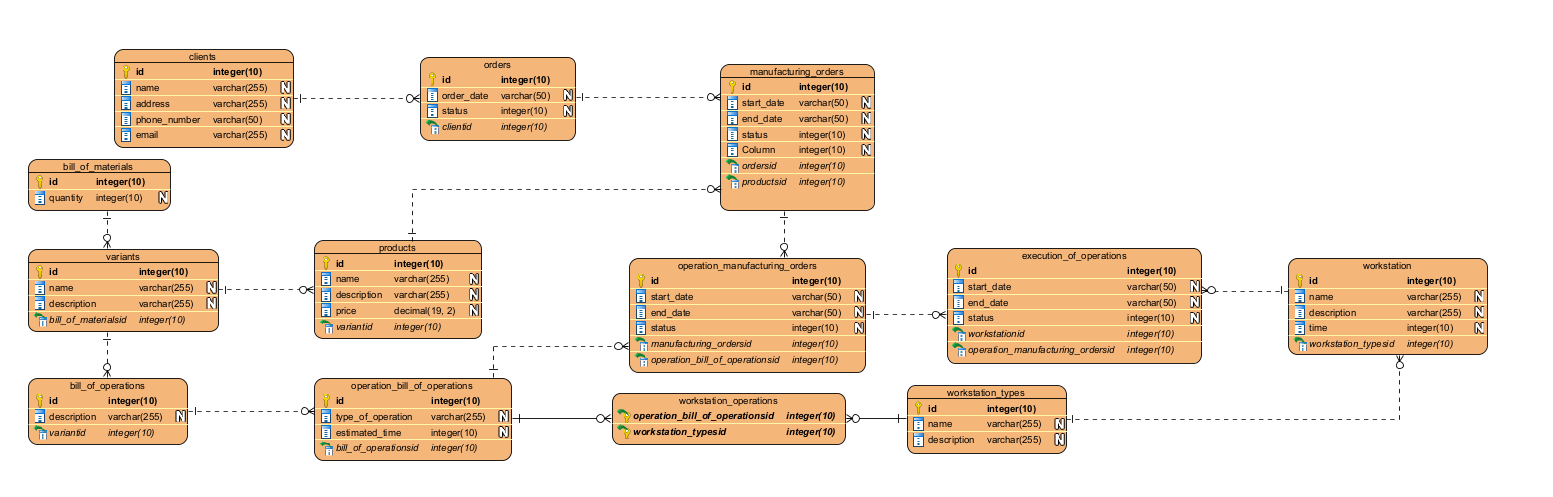 clients
id integer(10)
name varchar(255) N
address varchar(255) N
phone_number varchar(50) N
email varchar(255) N
orders
id integer(10)
order_date varchar(50) N
status integer(10) N
clientid integer(10)
manufacturing_orders
id integer(10)
start_date varchar(50) N
end_date varchar(50) N
status integer(10) N
Column integer(10) N
ordersid integer(10)
productsid integer(10)
bill_of_materials
id integer(10)
quantity integer(10) N
variants
id integer(10)
name varchar(255) N
description varchar(255) N
bill_of_materialsid integer(10)
products
id integer(10)
name varchar(255) N
description varchar(255) N
price decimal(19, 2) N
variantid integer(10)
operation_manufacturing_orders
id integer(10)
start_date varchar(50) N
end_date varchar(50) N
status integer(10) N
manufacturing_ordersid integer(10)
operation_bill_of_operationsid integer(10)
execution_of_operations
id integer(10)
start_date varchar(50) N
end_date varchar(50) N
status integer(10) N
workstationid integer(10)
operation_manufacturing_ordersid integer(10)
workstation
id integer(10)
name varchar(255) N
description varchar(255) N
time integer(10) N
workstation_typesid integer(10)
bill_of_operations
id integer(10)
description varchar(255) N
variantid integer(10)
operation_bill_of_operations
id integer(10)
type_of_operation varchar(255) N
estimated_time integer(10) N
bill_of_operationsid integer(10)
workstation_operations
operation_bill_of_operationsid integer(10)
workstation_typesid integer(10)
workstation_types
id integer(10)
name varchar(255) N
description varchar(255) N